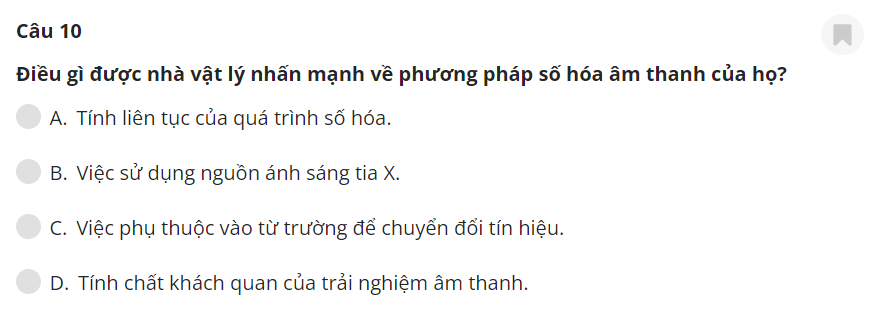 Câu 10
Điều gì được nhà vật lý nhấn mạnh về phương pháp số hóa âm thanh của họ?
A. Tính liên tục của quá trình số hóa.
B. Việc sử dụng nguồn ánh sáng tia X.
C. Việc phụ thuộc vào từ trường để chuyển đổi tín hiệu.
D. Tính chất khách quan của trải nghiệm âm thanh.